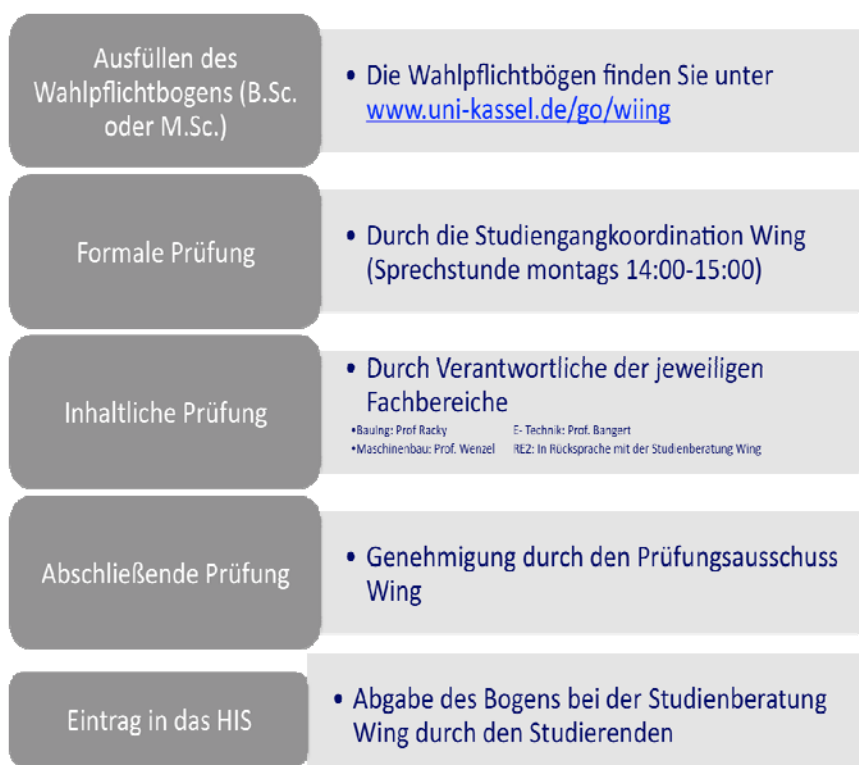 Ausfüllen des
Wahlpflichtbogens (B.Sc.
oder M.Sc.)
• Die Wahlpflichtbögen finden Sie unter
www.uni-kassel.de/go/wiing
Formale Prüfung
• Durch die Studiengangkoordination Wing
(Sprechstunde montags 14:00-15:00)
Inhaltliche Prüfung
• Durch Verantwortliche der jeweiligen
Fachbereiche
•BauIng: Prof Racky E- Technik: Prof. Bangert
•Maschinenbau: Prof. Wenzel RE2: In Rücksprache mit der Studienberatung Wing
Abschließende Prüfung
• Genehmigung durch den Prüfungsausschuss
Wing
Eintrag in das HIS
• Abgabe des Bogens bei der Studienberatung
Wing durch den Studierenden